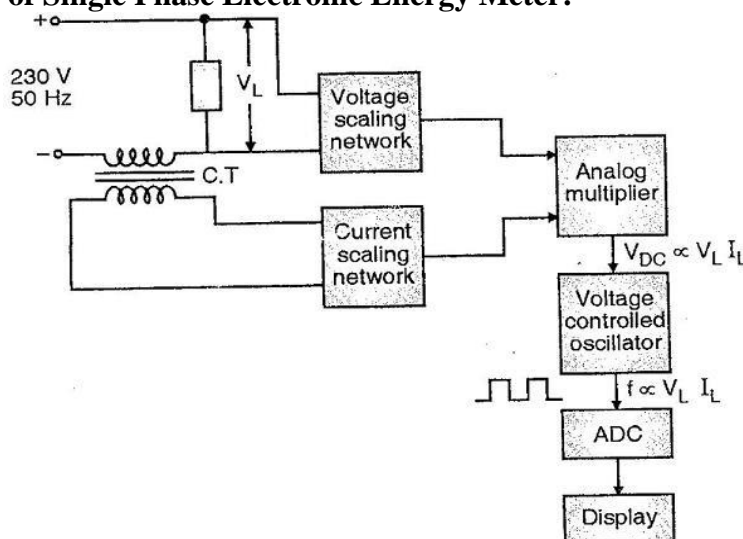 of Single Phase Electronic Energy Meter?
+
230 V
50 Hz
V_L
Voltage
scaling
network
−
C.T
Analog
multiplier
Current
scaling
network
V_DC ∝ V_L I_L
Voltage
controlled
oscillator
f ∝ V_L I_L
ADC
Display